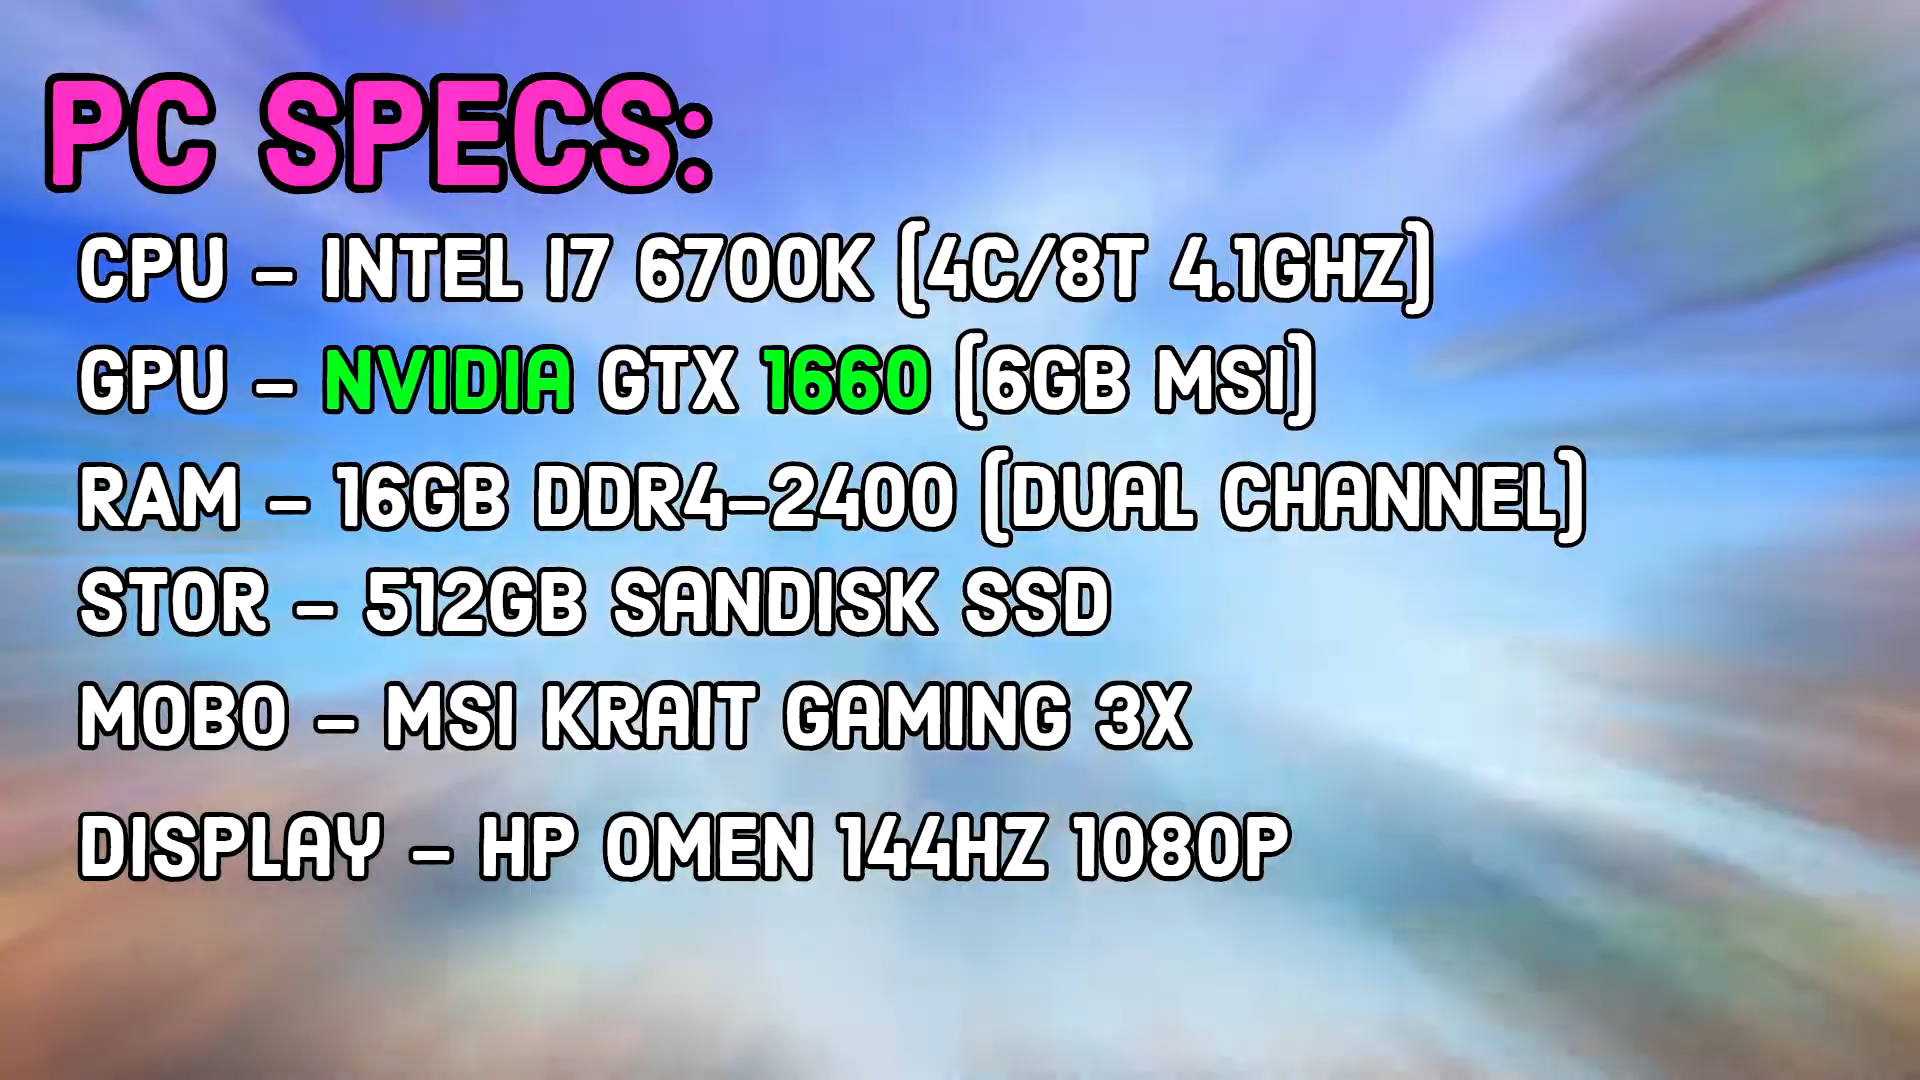 PC SPECS:
CPU - INTEL I7 6700K (4C/8T 4.1GHZ)
GPU - NVIDIA GTX 1660 (6GB MSI)
RAM - 16GB DDR4-2400 (DUAL CHANNEL)
STOR - 512GB SANDISK SSD
MOBO - MSI KRAIT GAMING 3X
DISPLAY - HP OMEN 144HZ 1080P